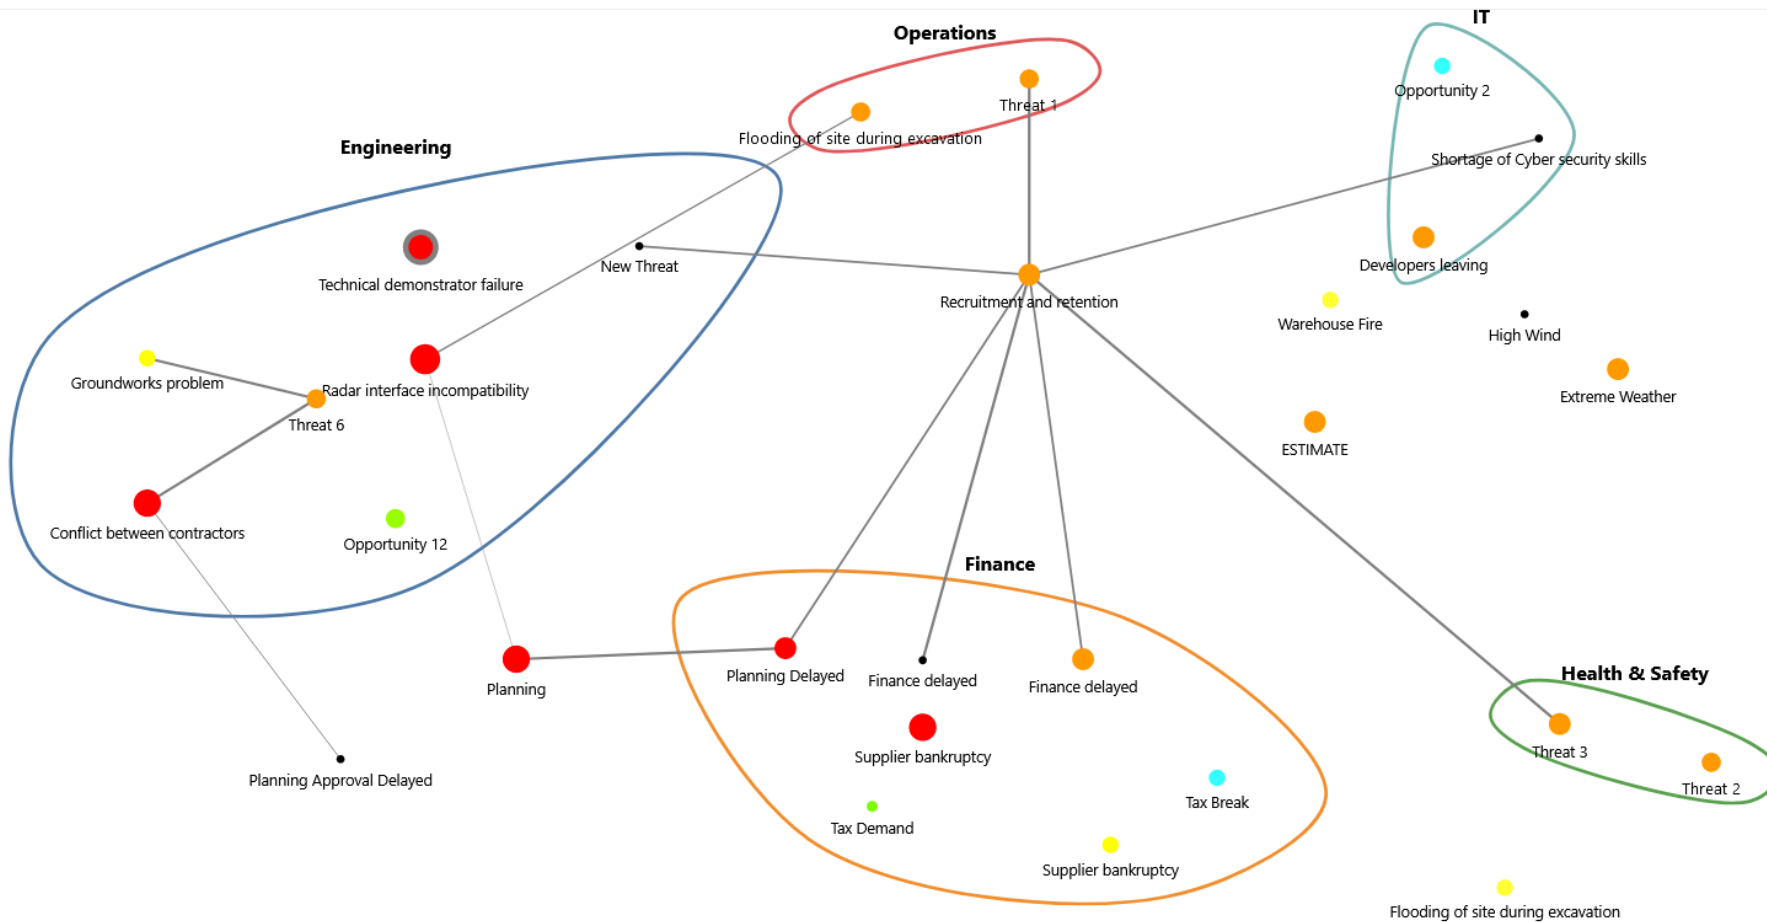 IT
Operations
Opportunity 2
Threat 1
Flooding of site during excavation
Engineering
Shortage of Cyber security skills
New Threat
Developers leaving
Technical demonstrator failure
Recruitment and retention
Warehouse Fire
High Wind
Groundworks problem
Radar interface incompatibility
Extreme Weather
Threat 6
ESTIMATE
Conflict between contractors
Opportunity 12
Finance
Health & Safety
Planning Delayed
Finance delayed
Finance delayed
Planning
Threat 3
Supplier bankruptcy
Planning Approval Delayed
Threat 2
Tax Break
Tax Demand
Supplier bankruptcy
Flooding of site during excavation